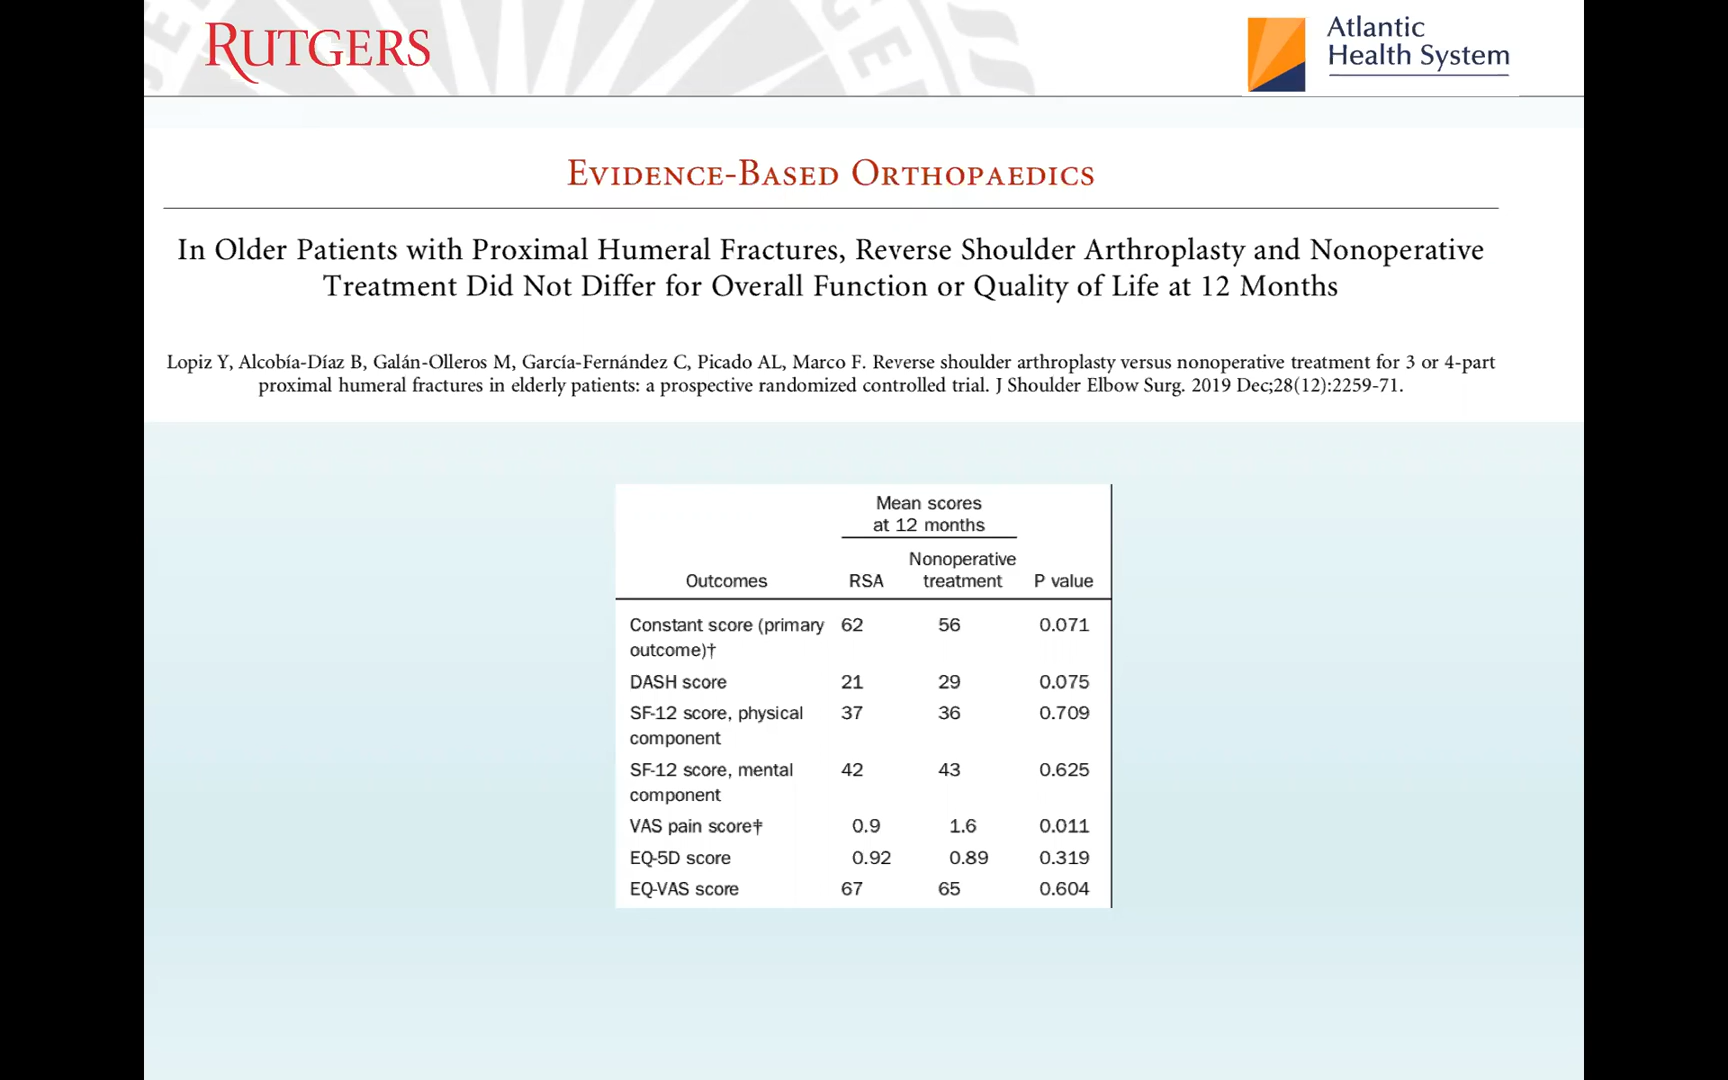 RUTGERS
Atlantic
Health System
EVIDENCE-BASED ORTHOPAEDICS
In Older Patients with Proximal Humeral Fractures, Reverse Shoulder Arthroplasty and Nonoperative
Treatment Did Not Differ for Overall Function or Quality of Life at 12 Months
Lopiz Y, Alcobía-Díaz B, Galán-Olleros M, García-Fernández C, Picado AL, Marco F. Reverse shoulder arthroplasty versus nonoperative treatment for 3 or 4-part
proximal humeral fractures in elderly patients: a prospective randomized controlled trial. J Shoulder Elbow Surg. 2019 Dec;28(12):2259-71.
Mean scores
at 12 months
Nonoperative
Outcomes RSA treatment P value
Constant score (primary 62 56 0.071
outcome)†
DASH score 21 29 0.075
SF-12 score, physical 37 36 0.709
component
SF-12 score, mental 42 43 0.625
component
VAS pain score‡ 0.9 1.6 0.011
EQ-5D score 0.92 0.89 0.319
EQ-VAS score 67 65 0.604